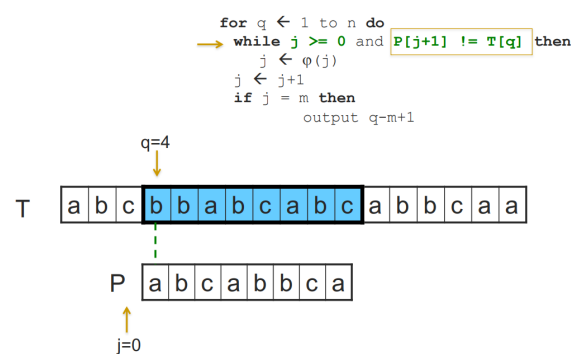 for q ← 1 to n do
while j >= 0 and P[j+1] != T[q] then
j ← φ(j)
j ← j+1
if j = m then
output q-m+1
q=4
T a b c b b a b c a b c a b b c a a
P a b c a b b c a
j=0